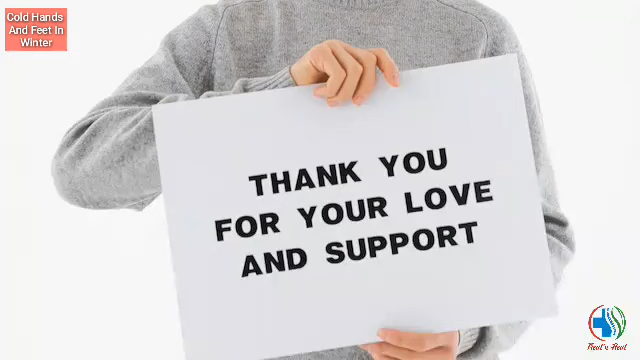 Cold Hands
And Feet In
Winter
THANK YOU
FOR YOUR LOVE
AND SUPPORT